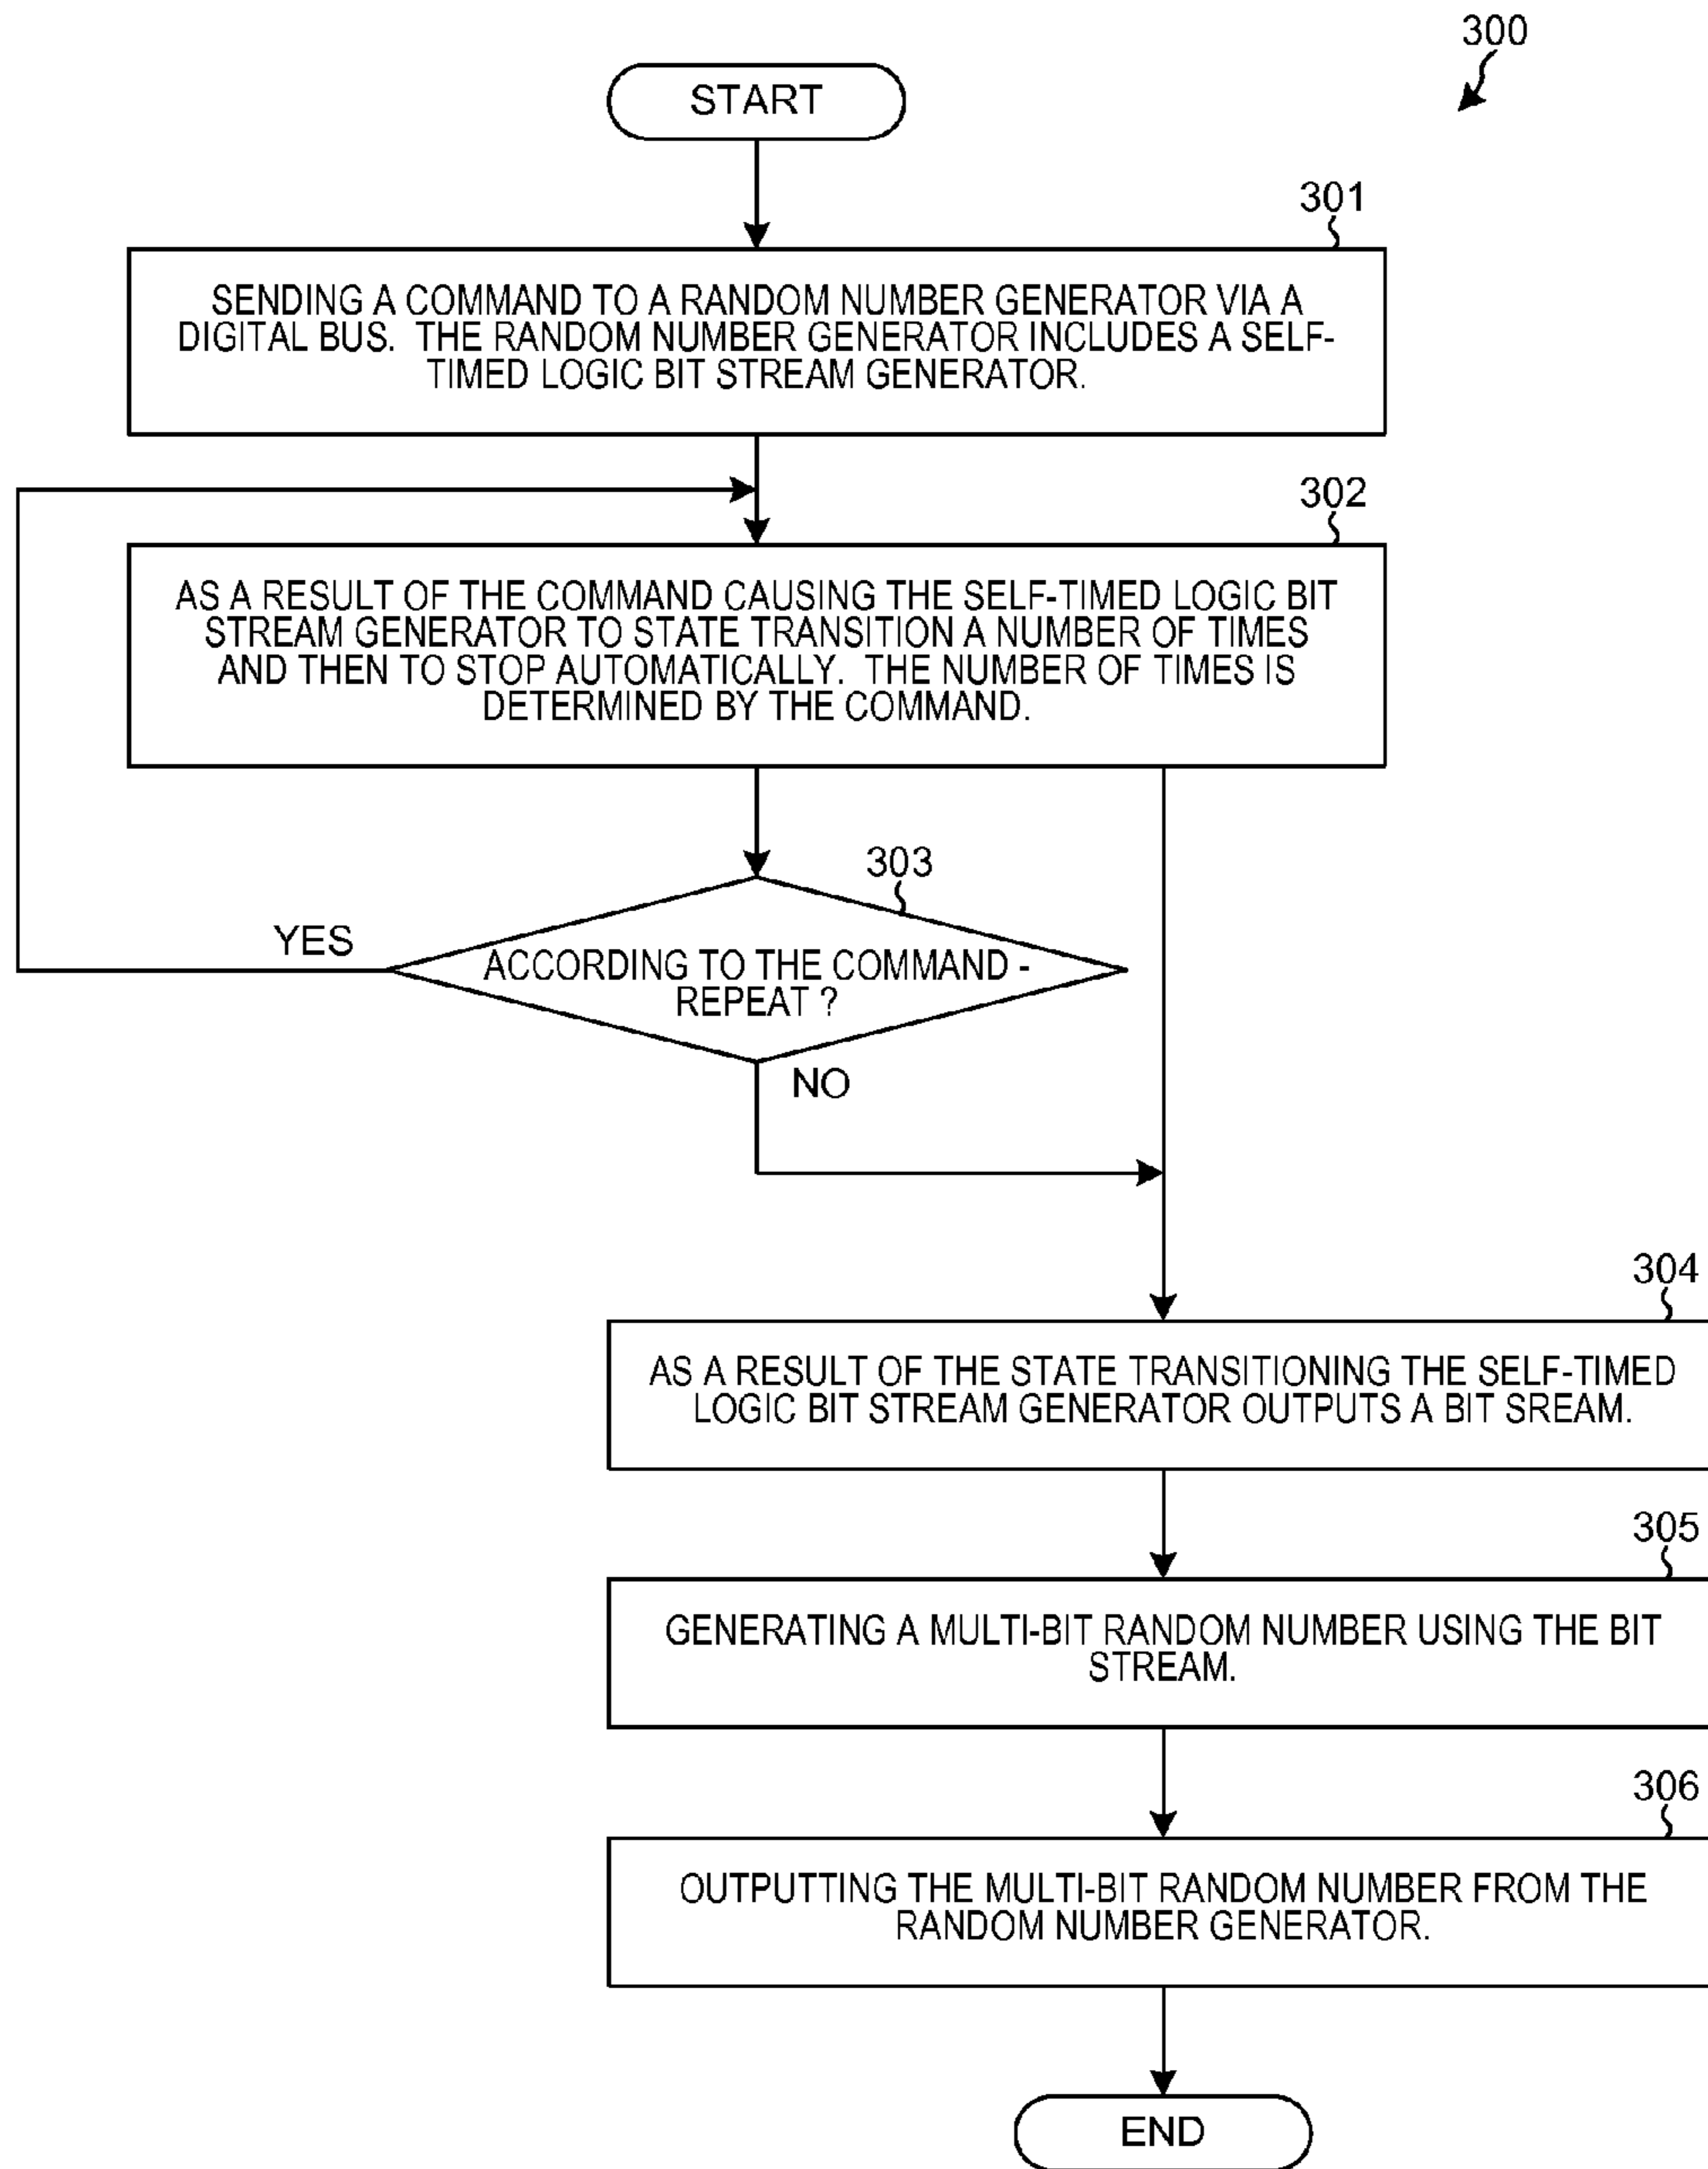 300
START
301
SENDING A COMMAND TO A RANDOM NUMBER GENERATOR VIA A
DIGITAL BUS. THE RANDOM NUMBER GENERATOR INCLUDES A SELF-
TIMED LOGIC BIT STREAM GENERATOR.
302
AS A RESULT OF THE COMMAND CAUSING THE SELF-TIMED LOGIC BIT
STREAM GENERATOR TO STATE TRANSITION A NUMBER OF TIMES
AND THEN TO STOP AUTOMATICALLY. THE NUMBER OF TIMES IS
DETERMINED BY THE COMMAND.
303
YES
ACCORDING TO THE COMMAND -
REPEAT ?
NO
304
AS A RESULT OF THE STATE TRANSITIONING THE SELF-TIMED
LOGIC BIT STREAM GENERATOR OUTPUTS A BIT SREAM.
305
GENERATING A MULTI-BIT RANDOM NUMBER USING THE BIT
STREAM.
306
OUTPUTTING THE MULTI-BIT RANDOM NUMBER FROM THE
RANDOM NUMBER GENERATOR.
END